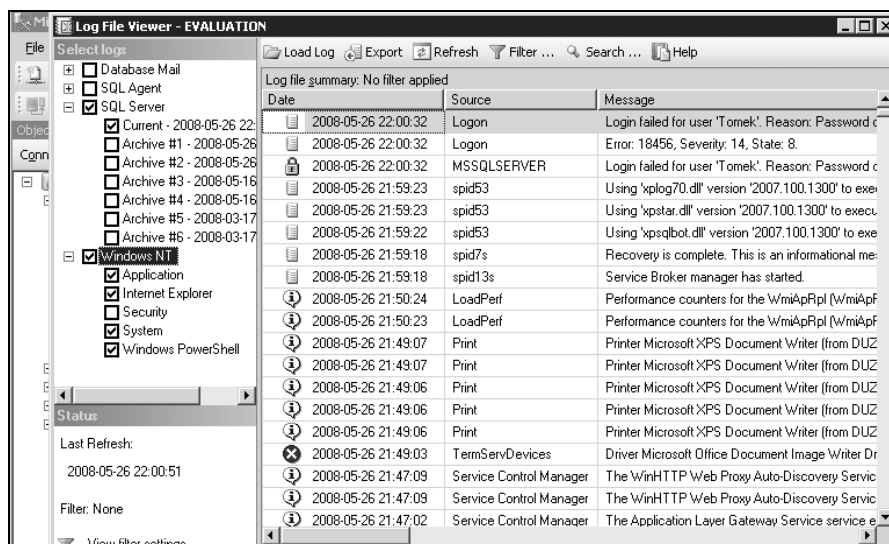 Mi
Log File Viewer - EVALUATION
File
Select logs
Load Log Export Refresh Filter ... Search ... Help
Database Mail
SQL Agent
SQL Server
Current - 2008-05-26 22:
Archive #1 - 2008-05-26
Archive #2 - 2008-05-26
Archive #3 - 2008-05-16
Archive #4 - 2008-05-16
Archive #5 - 2008-03-17
Archive #6 - 2008-03-17
Windows NT
Application
Internet Explorer
Security
System
Windows PowerShell
Objec
Conn
Status
Last Refresh:
2008-05-26 22:00:51
Filter: None
View filter settings
Log file summary: No filter applied
Date Source Message
2008-05-26 22:00:32 Logon Login failed for user 'Tomek'. Reason: Password
2008-05-26 22:00:32 Logon Error: 18456, Severity: 14, State: 8.
2008-05-26 22:00:32 MSSQLSERVER Login failed for user 'Tomek'. Reason: Password
2008-05-26 21:59:23 spid53 Using 'xplog70.dll' version '2007.100.1300' to exe
2008-05-26 21:59:23 spid53 Using 'xpstar.dll' version '2007.100.1300' to execu
2008-05-26 21:59:22 spid53 Using 'xpsqlbot.dll' version '2007.100.1300' to exe
2008-05-26 21:59:18 spid7s Recovery is complete. This is an informational me
2008-05-26 21:59:18 spid13s Service Broker manager has started.
2008-05-26 21:50:24 LoadPerf Performance counters for the WmiApRpl (WmiAp
2008-05-26 21:50:23 LoadPerf Performance counters for the WmiApRpl (WmiAp
2008-05-26 21:49:07 Print Printer Microsoft XPS Document Writer (from DUZ
2008-05-26 21:49:07 Print Printer Microsoft XPS Document Writer (from DUZ
2008-05-26 21:49:06 Print Printer Microsoft XPS Document Writer (from DUZ
2008-05-26 21:49:06 Print Printer Microsoft XPS Document Writer (from DUZ
2008-05-26 21:49:06 Print Printer Microsoft XPS Document Writer (from DUZ
2008-05-26 21:49:03 TermServDevices Driver Microsoft Office Document Image Writer Dr
2008-05-26 21:47:09 Service Control Manager The WinHTTP Web Proxy Auto-Discovery Servic
2008-05-26 21:47:09 Service Control Manager The WinHTTP Web Proxy Auto-Discovery Servic
2008-05-26 21:47:02 Service Control Manager The Application Layer Gateway Service service e